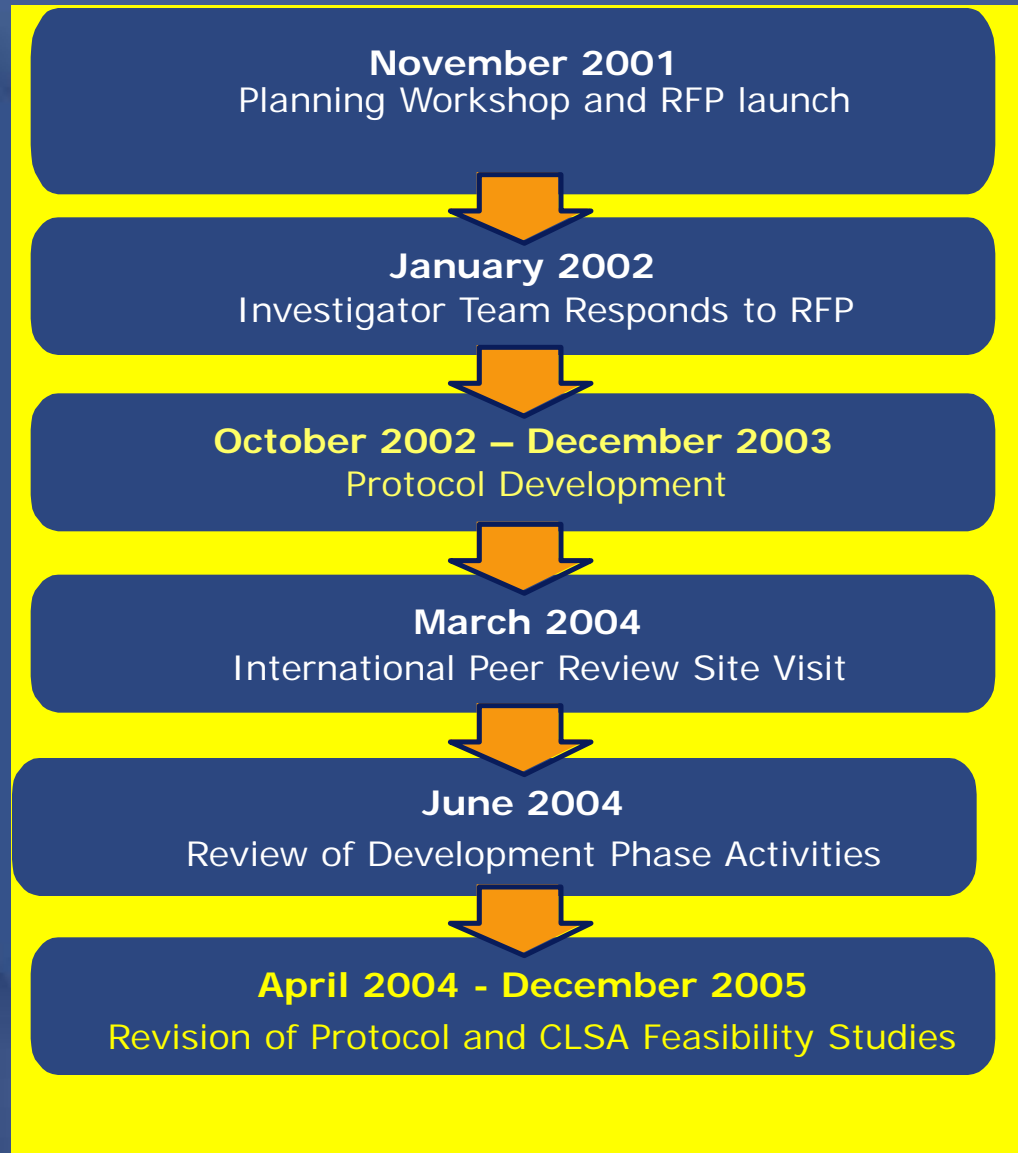 November 2001
Planning Workshop and RFP launch
January 2002
Investigator Team Responds to RFP
October 2002 – December 2003
Protocol Development
March 2004
International Peer Review Site Visit
June 2004
Review of Development Phase Activities
April 2004 - December 2005
Revision of Protocol and CLSA Feasibility Studies